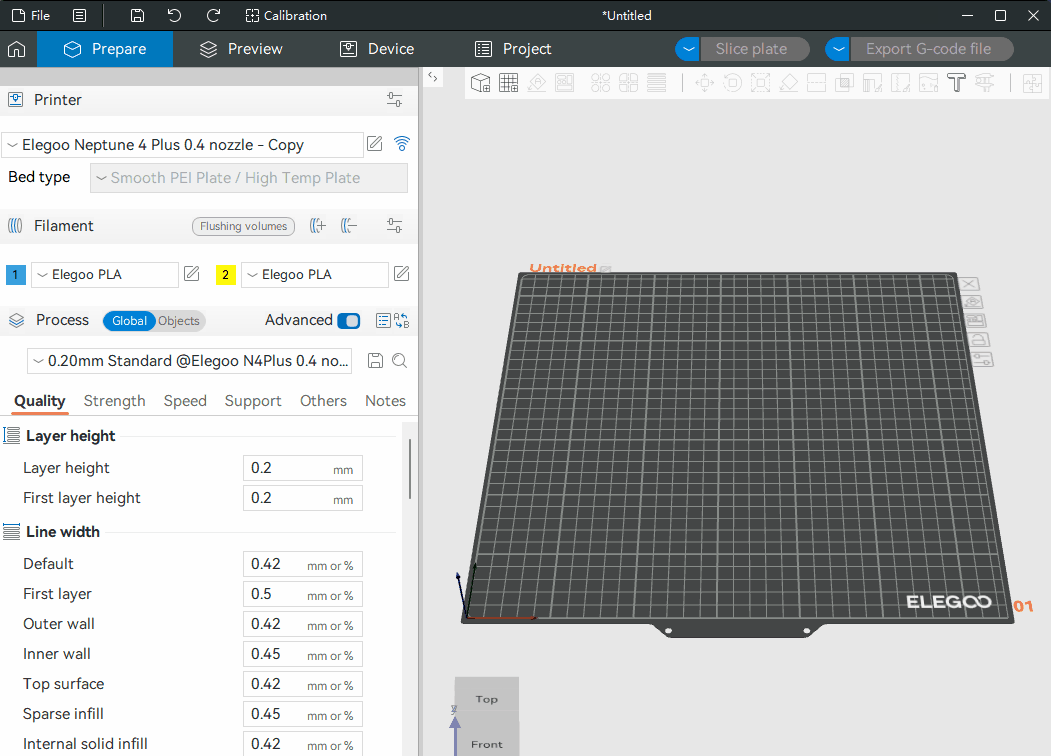 File
Calibration
*Untitled
Prepare
Preview
Device
Project
Slice plate
Export G-code file
Printer
Elegoo Neptune 4 Plus 0.4 nozzle - Copy
Bed type
Smooth PEI Plate / High Temp Plate
Filament
Flushing volumes
1
Elegoo PLA
2
Elegoo PLA
Process
Global
Objects
Advanced
0.20mm Standard @Elegoo N4Plus 0.4 no...
Quality
Strength
Speed
Support
Others
Notes
Layer height
Layer height
0.2
mm
First layer height
0.2
mm
Line width
Default
0.42
mm or %
First layer
0.5
mm or %
Outer wall
0.42
mm or %
Inner wall
0.45
mm or %
Top surface
0.42
mm or %
Sparse infill
0.45
mm or %
Internal solid infill
0.42
mm or %
Untitled
ELEGOO
01
Top
Front